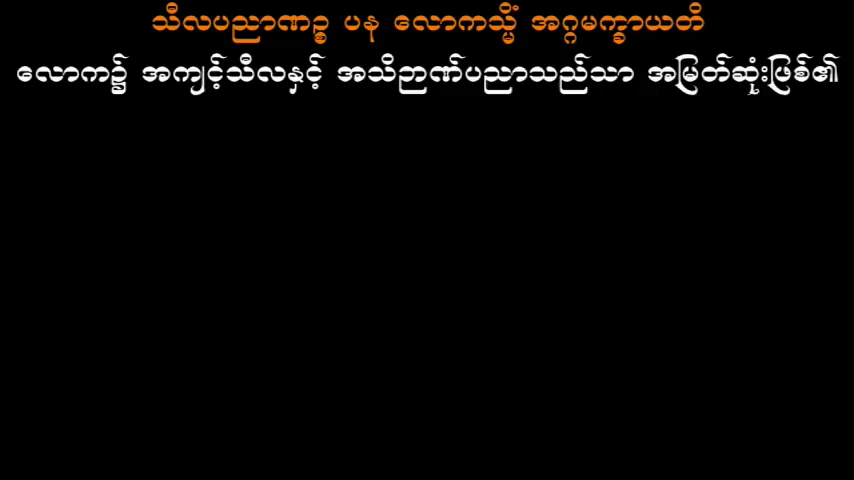 သီလပညာဏဉ္စ ပန လောကသ္မိံ အဂ္ဂမက္ခာယတိ
လောက၌ အကျင့်သီလနှင့် အသိဉာဏ်ပညာသည်သာ အမြတ်ဆုံးဖြစ်၏